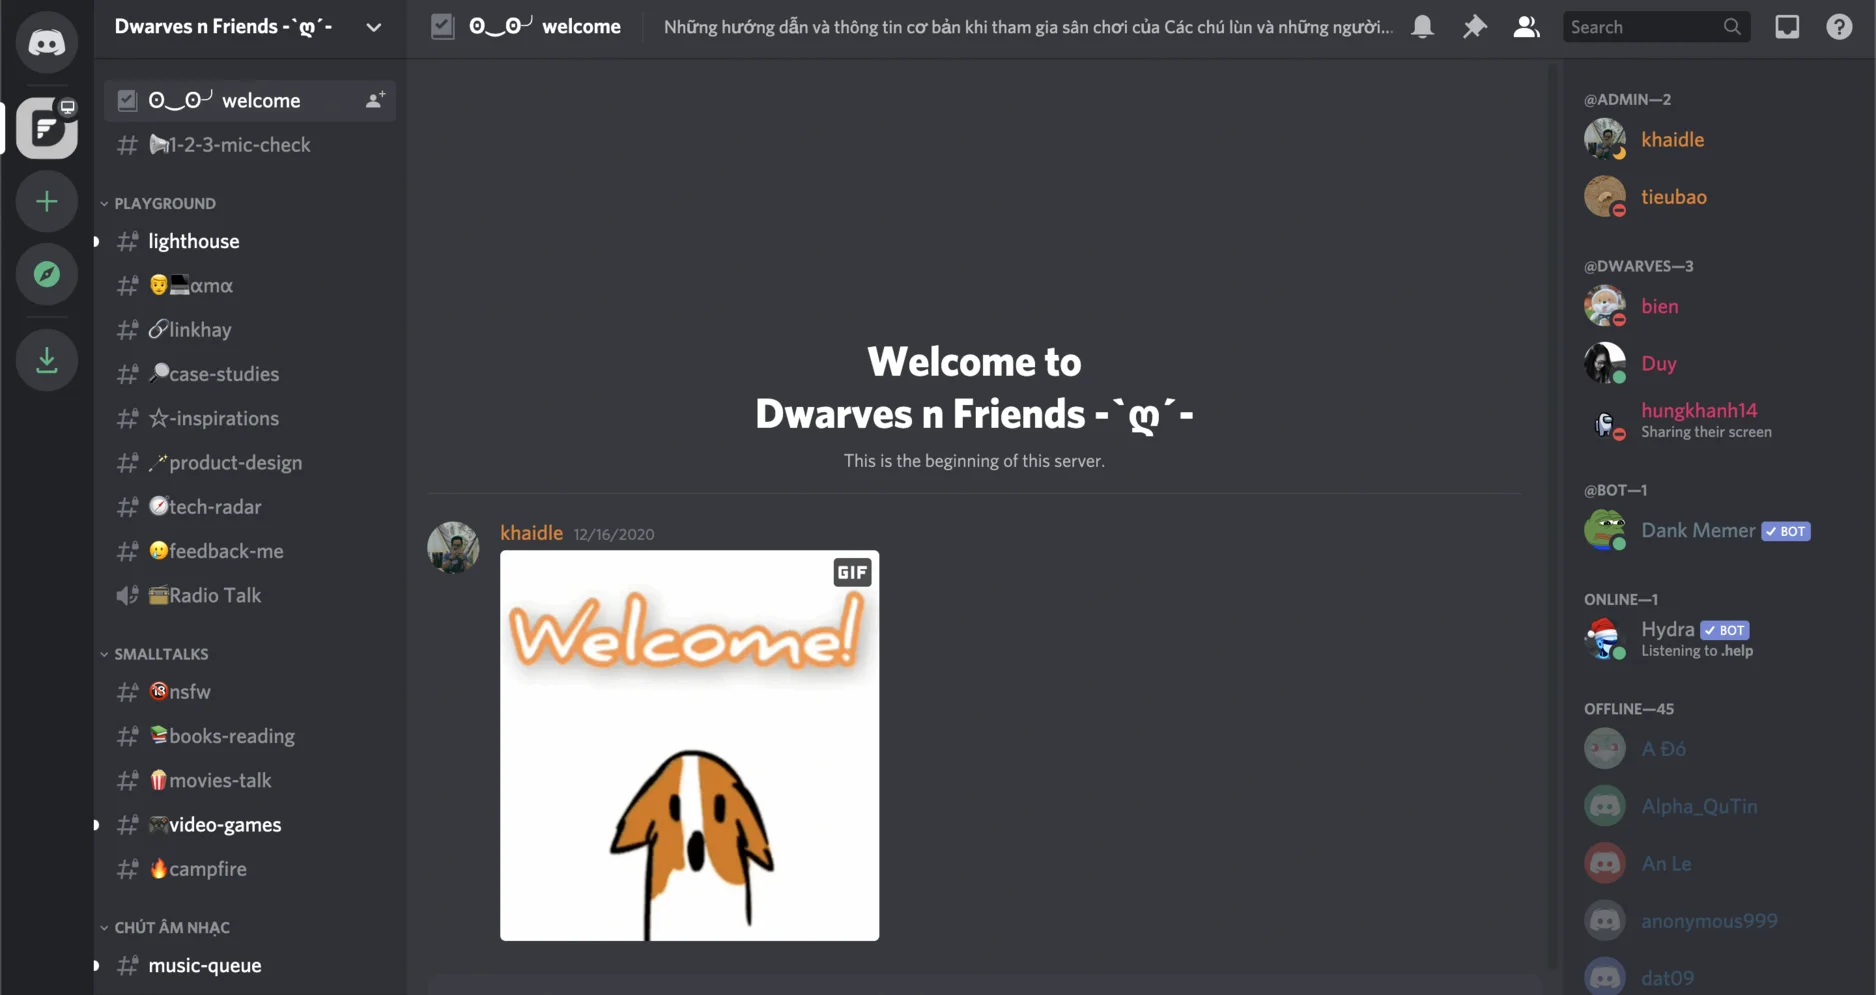 Dwarves n Friends -`ღ´-
ʘ‿ʘ╯ welcome
1-2-3-mic-check
PLAYGROUND
lighthouse
αmα
linkhay
case-studies
☆-inspirations
product-design
tech-radar
feedback-me
Radio Talk
SMALLTALKS
nsfw
books-reading
movies-talk
video-games
campfire
CHÚT ÂM NHẠC
music-queue
ʘ‿ʘ╯ welcome
Những hướng dẫn và thông tin cơ bản khi tham gia sân chơi của Các chú lùn và những người...
Search
Welcome to
Dwarves n Friends -`ღ´-
This is the beginning of this server.
khaidle 12/16/2020
GIF
Welcome!
@ADMIN—2
khaidle
tieubao
@DWARVES—3
bien
Duy
hungkhanh14
Sharing their screen
@BOT—1
Dank Memer ✓ BOT
ONLINE—1
Hydra ✓ BOT
Listening to .help
OFFLINE—45
A Đó
Alpha_QuTin
An Le
anonymous999
dat09